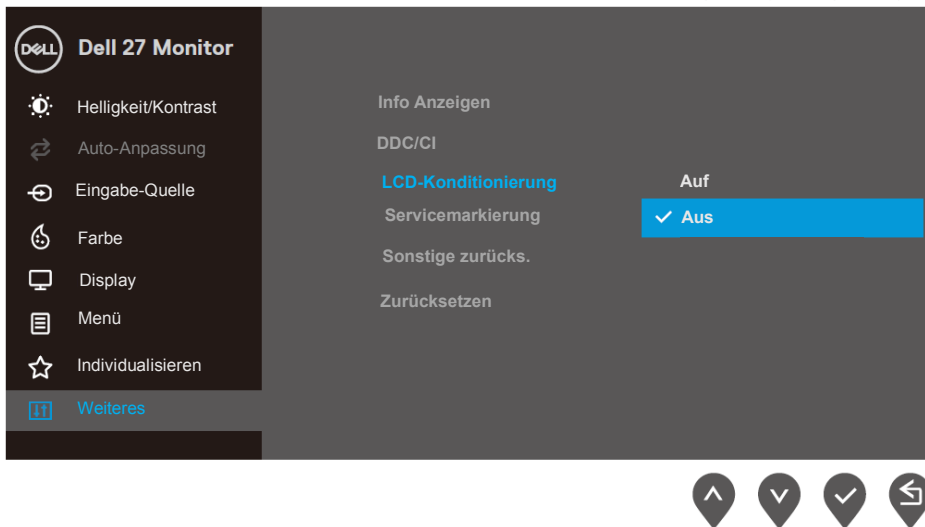 DELL Dell 27 Monitor
Helligkeit/Kontrast
Auto-Anpassung
Eingabe-Quelle
Farbe
Display
Menü
Individualisieren
Weiteres
Info Anzeigen
DDC/CI
LCD-Konditionierung
Servicemarkierung
Sonstige zurücks.
Zurücksetzen
Auf
Aus